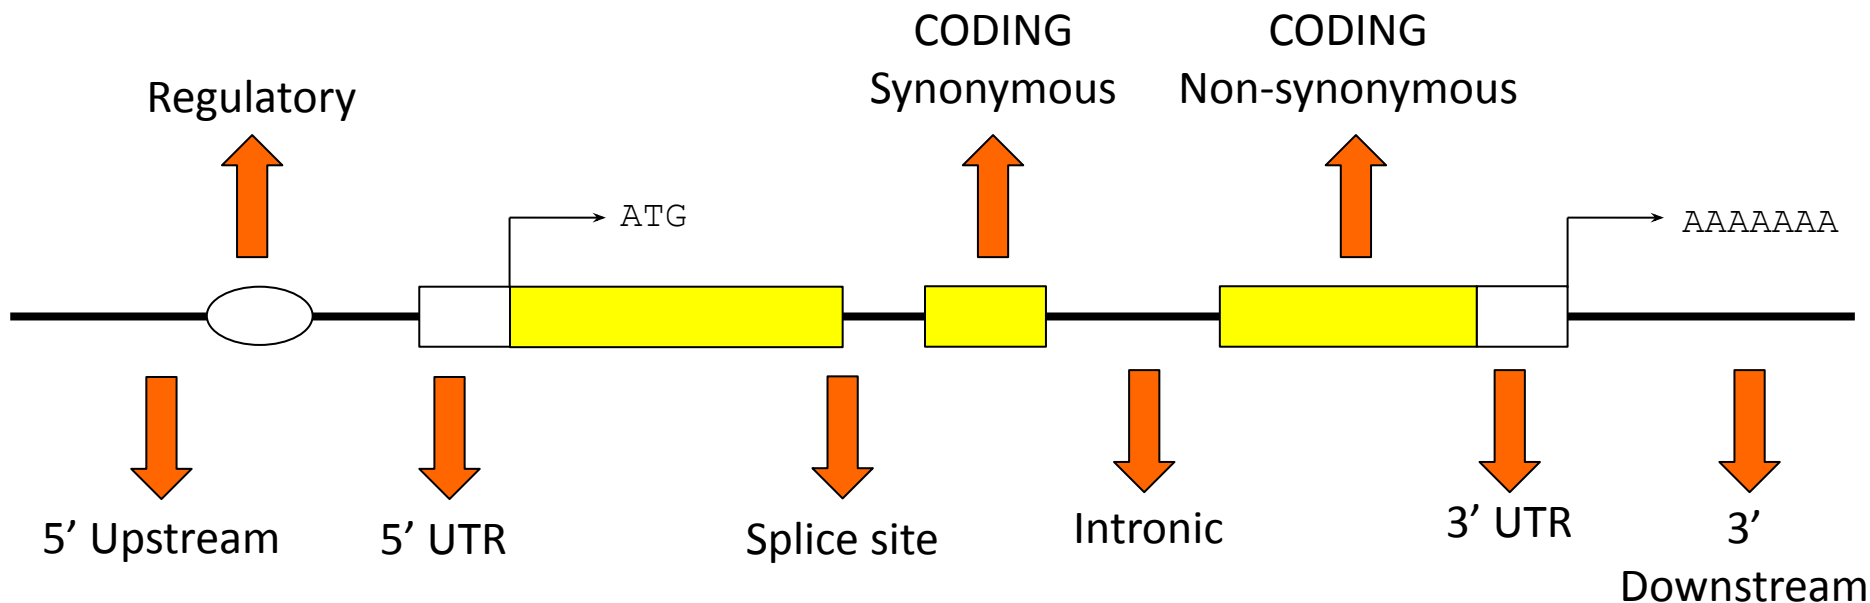 CODING
Synonymous
CODING
Non-synonymous
Regulatory
ATG
AAAAAAA
5’ Upstream
5’ UTR
Splice site
Intronic
3’ UTR
3’
Downstream